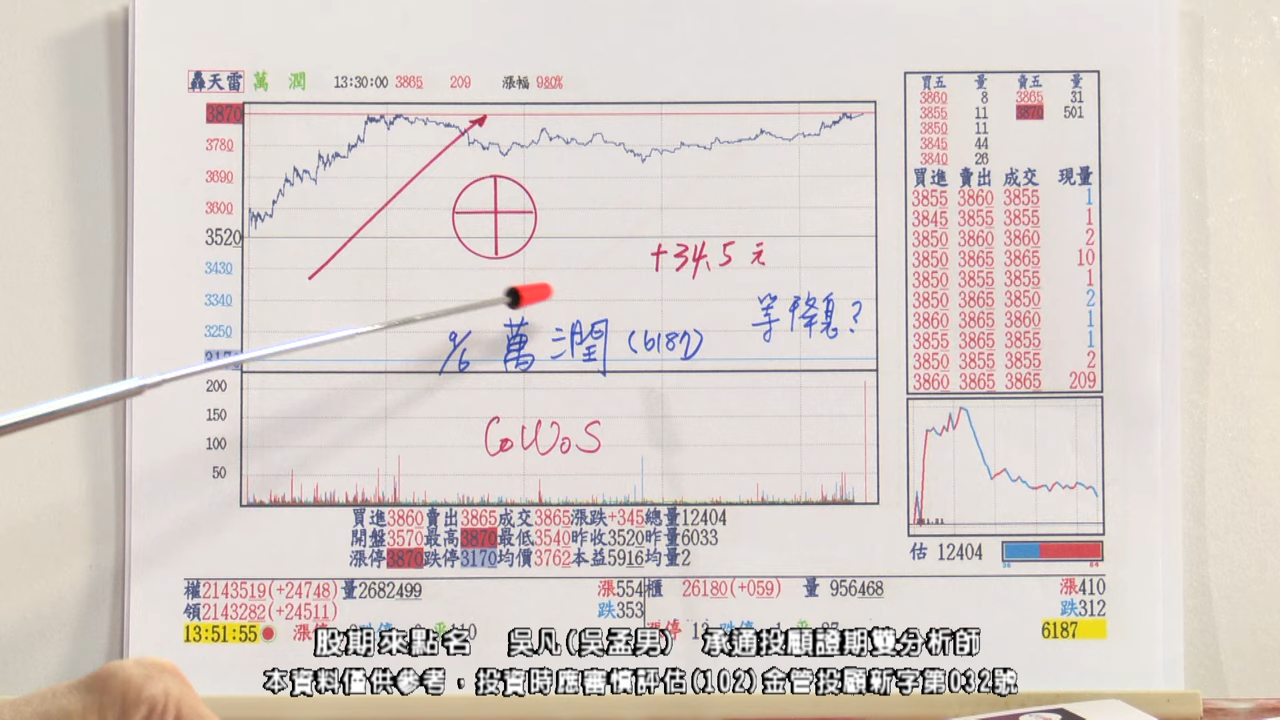 轟天雷 萬 潤 13:30:00 3865 209 漲幅 980%
3870
3780
3690
3600
3520
3430
3340
3250
200
150
100
50
+34.5 元
等降息?
9/6 萬潤 (6187)
CoWoS
買五 量 賣五 量
3860 8 3865 31
3855 11 3870 501
3850 11
3845 44
3840 26
買進 賣出 成交 現量
3855 3860 3855 1
3845 3855 3855 1
3850 3860 3860 2
3850 3865 3865 10
3850 3855 3855 1
3850 3865 3850 2
3860 3865 3860 1
3855 3865 3855 1
3850 3855 3855 2
3860 3865 3865 209
估 12404
買進3860賣出3865成交3865漲跌+345總量12404
開盤3570最高3870最低3540昨收3520昨量6033
漲停3870跌停3170均價3762本益5916均量2
權2143519(+24748)量2682499 漲554 櫃 26180(+059) 量 956468 漲410
領2143282(+24511) 跌353 跌312
13:51:55 6187
股期來點名 吳凡(吳孟男) 承通投顧證期雙分析師
本資料僅供參考，投資時應審慎評估(102)金管投顧新字第032號